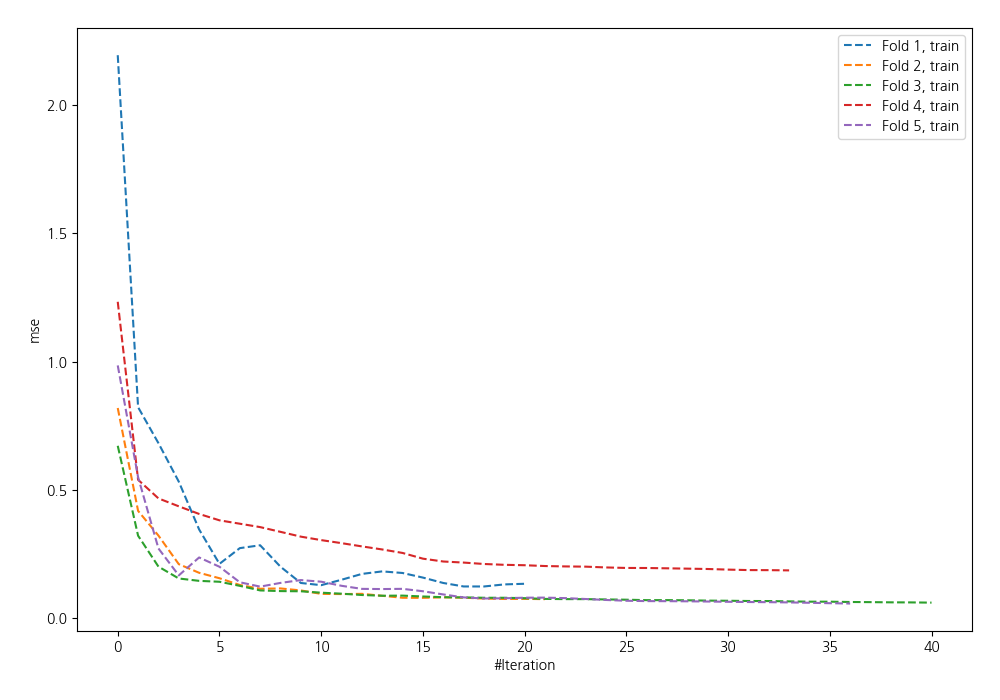 Fold 1, train
Fold 2, train
Fold 3, train
Fold 4, train
Fold 5, train
2.0
1.5
1.0
0.5
0.0
mse
0 5 10 15 20 25 30 35 40
#Iteration